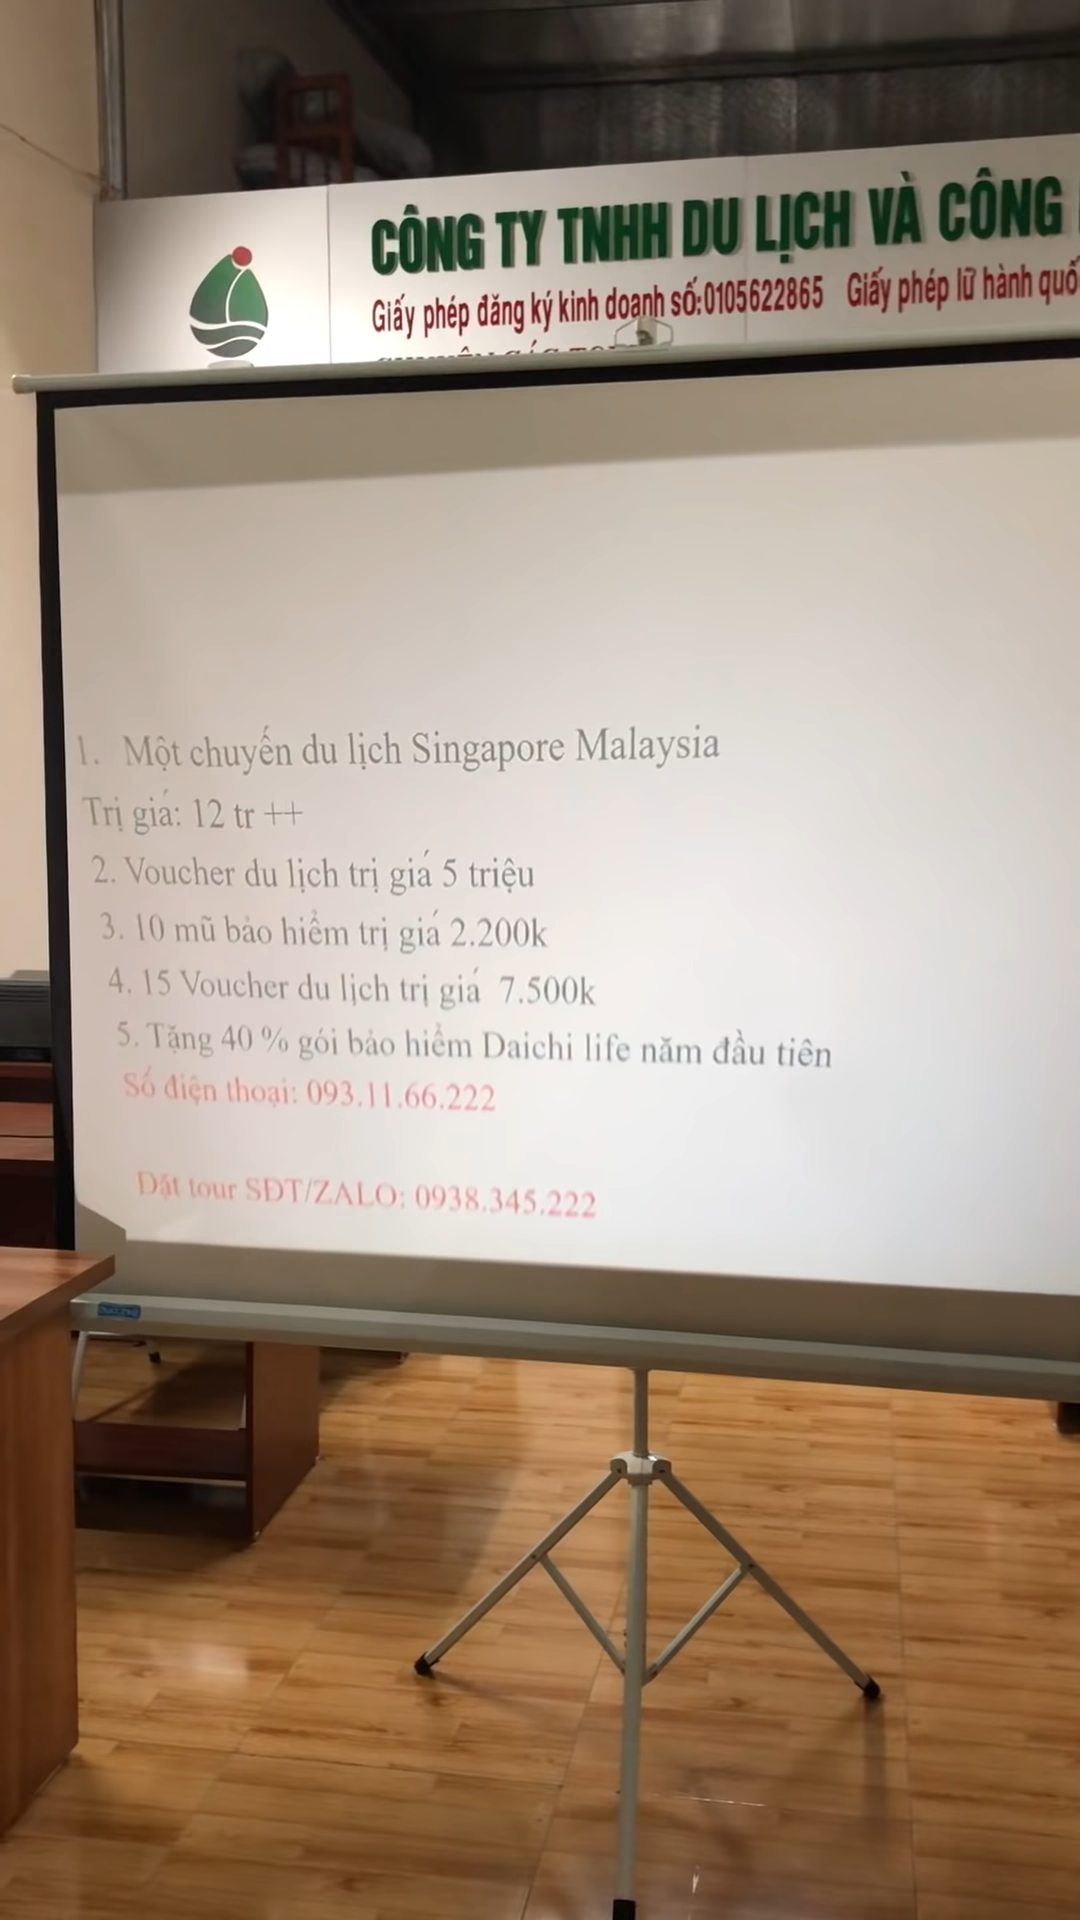 CÔNG TY TNHH DU LỊCH VÀ CÔNG
Giấy phép đăng ký kinh doanh số:0105622865 Giấy phép lữ hành quố
1. Một chuyến du lịch Singapore Malaysia
Trị giá: 12 tr ++
2. Voucher du lịch trị giá 5 triệu
3. 10 mũ bảo hiểm trị giá 2.200k
4. 15 Voucher du lịch trị giá 7.500k
5. Tặng 40 % gói bảo hiểm Daichi life năm đầu tiên
Số điện thoại: 093.11.66.222
Đặt tour SĐT/ZALO: 0938.345.222